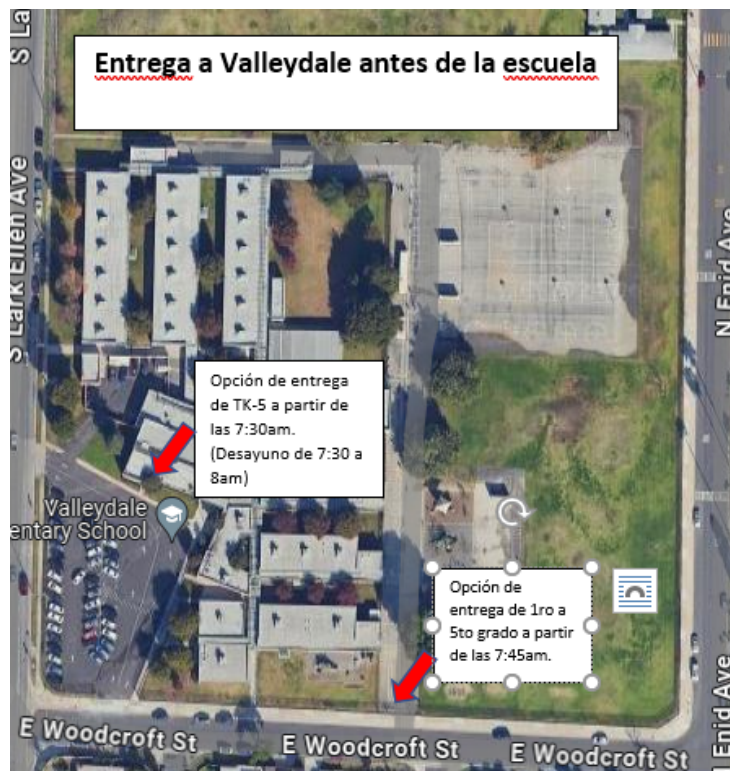 S La
Entrega a Valleydale antes de la escuela
S Lark Ellen Ave
N Enid Ave
Opción de entrega
de TK-5 a partir de
las 7:30am.
(Desayuno de 7:30 a
8am)
Valleydale
entary School
Opción de
entrega de 1ro a
5to grado a partir
de las 7:45am.
E Woodcroft St
E Woodcroft St
E Woodcroft St
N Enid Ave